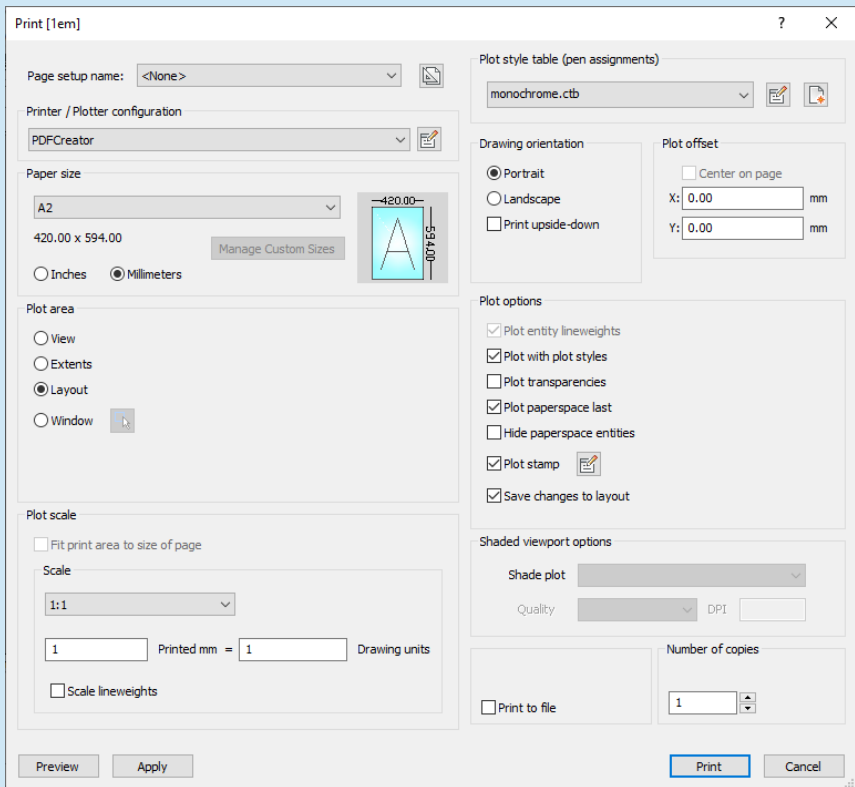 Print [1em]
?
Page setup name:
<None>
Printer / Plotter configuration
PDFCreator
Paper size
A2
420.00 x 594.00
Manage Custom Sizes
Inches
Millimeters
420.00
594.00
A
Plot area
View
Extents
Layout
Window
Plot scale
Fit print area to size of page
Scale
1:1
1 Printed mm = 1 Drawing units
Scale lineweights
Preview
Apply
Plot style table (pen assignments)
monochrome.ctb
Drawing orientation
Portrait
Landscape
Print upside-down
Plot offset
Center on page
X: 0.00 mm
Y: 0.00 mm
Plot options
Plot entity lineweights
Plot with plot styles
Plot transparencies
Plot paperspace last
Hide paperspace entities
Plot stamp
Save changes to layout
Shaded viewport options
Shade plot
Quality
DPI
Print to file
Number of copies
1
Print
Cancel